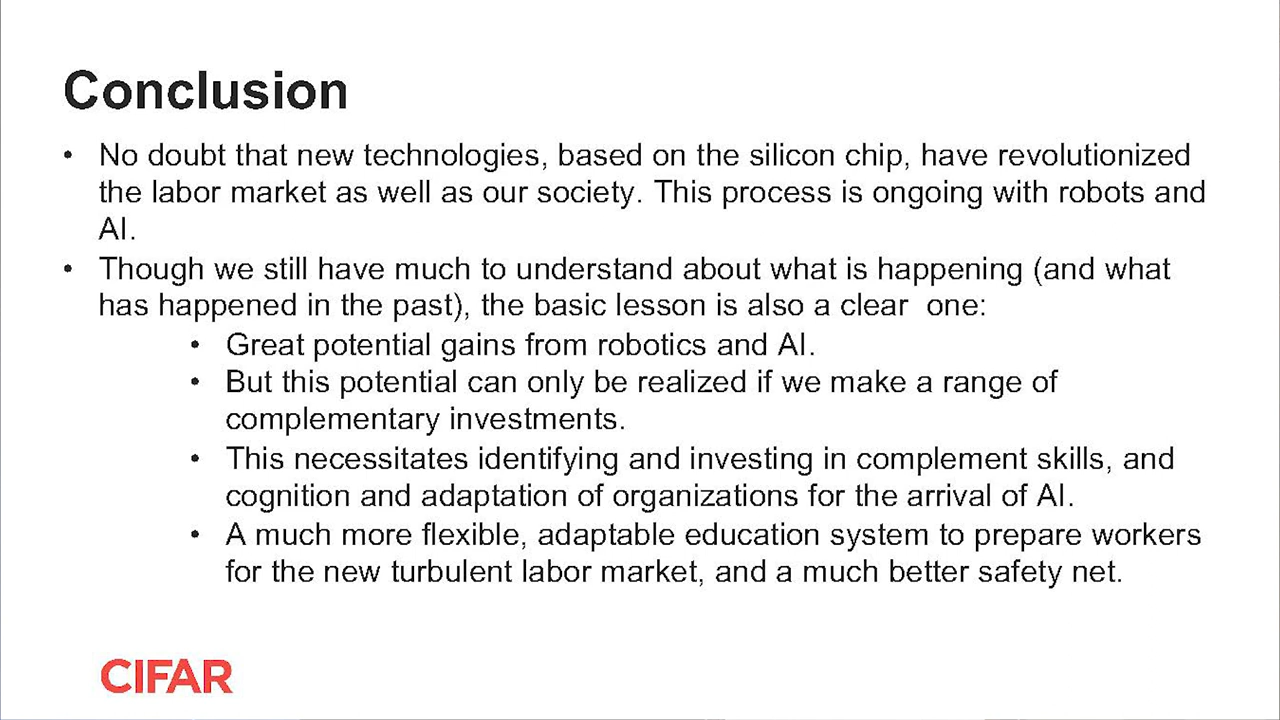 Conclusion
• No doubt that new technologies, based on the silicon chip, have revolutionized
the labor market as well as our society. This process is ongoing with robots and
AI.
• Though we still have much to understand about what is happening (and what
has happened in the past), the basic lesson is also a clear  one:
• Great potential gains from robotics and AI.
• But this potential can only be realized if we make a range of
complementary investments.
• This necessitates identifying and investing in complement skills, and
cognition and adaptation of organizations for the arrival of AI.
• A much more flexible, adaptable education system to prepare workers
for the new turbulent labor market, and a much better safety net.
CIFAR